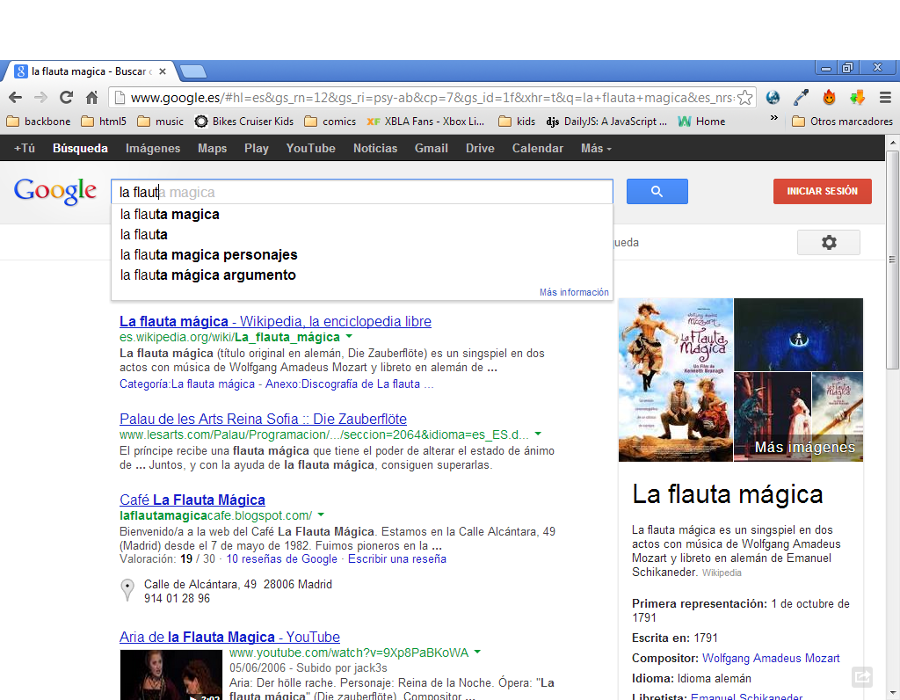 la flauta magica - Buscar c
www.google.es/#hl=es&gs_rn=12&gs_ri=psy-ab&cp=7&gs_id=1f&xhr=t&q=la+flauta+magica&es_nrs
backbone html5 music Bikes Cruiser Kids comics XBLA Fans - Xbox Li... kids djs DailyJS: A JavaScript ... Home » Otros marcadores
+Tú Búsqueda Imágenes Maps Play YouTube Noticias Gmail Drive Calendar Más
Google la flauta magica INICIAR SESIÓN
la flauta magica
la flauta
la flauta magica personajes
la flauta mágica argumento
ueda
Más información
La flauta mágica - Wikipedia, la enciclopedia libre
es.wikipedia.org/wiki/La_flauta_mágica
La flauta mágica (título original en alemán, Die Zauberflöte) es un singspiel en dos
actos con música de Wolfgang Amadeus Mozart y libreto en alemán de ...
Categoría:La flauta mágica - Anexo:Discografía de La flauta ...
Palau de les Arts Reina Sofia :: Die Zauberflöte
www.lesarts.com/Palau/Programacion/.../seccion=2064&idioma=es_ES.d...
El príncipe recibe una flauta mágica que tiene el poder de alterar el estado de ánimo
de ... Juntos, y con la ayuda de la flauta mágica, consiguen superarlas.
Café La Flauta Mágica
laflautamagicacafe.blogspot.com/
Bienvenido/a a la web del Café La Flauta Mágica. Estamos en la Calle Alcántara, 49
(Madrid) desde el 7 de mayo de 1982. Fuimos pioneros en la ...
Valoración: 19 / 30 · 10 reseñas de Google · Escribir una reseña
Calle de Alcántara, 49 28006 Madrid
914 01 28 96
Aria de la Flauta Magica - YouTube
www.youtube.com/watch?v=9Xp8PaBKoWA
05/06/2006 - Subido por jack3s
Aria: Der hölle rache. Personaje: Reina de la Noche. Ópera: "La
flauta mágica" (Die zauberflöte). Compositor ...
3:02
Mozart
La Flauta Mágica
Un Film de
Kenneth Branagh
Más imágenes
La flauta mágica
La flauta mágica es un singspiel en dos
actos con música de Wolfgang Amadeus
Mozart y libreto en alemán de Emanuel
Schikaneder. Wikipedia
Primera representación: 1 de octubre de
1791
Escrita en: 1791
Compositor: Wolfgang Amadeus Mozart
Idioma: Idioma alemán
Libretista: Emanuel Schikaneder